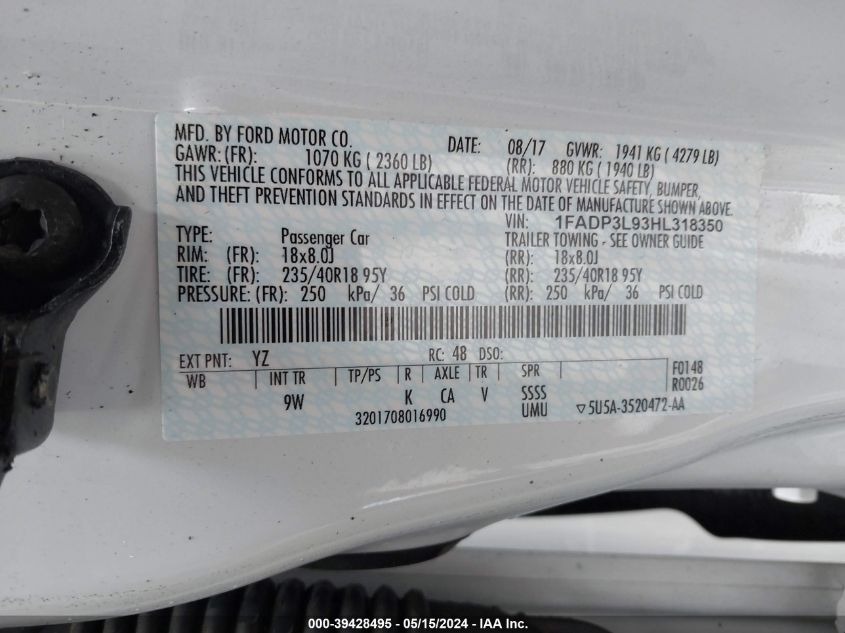 MFD. BY FORD MOTOR CO. DATE: 08/17 GVWR: 1941 KG ( 4279 LB)
GAWR: (FR): 1070 KG ( 2360 LB) (RR): 880 KG ( 1940 LB)
THIS VEHICLE CONFORMS TO ALL APPLICABLE FEDERAL MOTOR VEHICLE SAFETY, BUMPER,
AND THEFT PREVENTION STANDARDS IN EFFECT ON THE DATE OF MANUFACTURE SHOWN ABOVE.
VIN: 1FADP3L93HL318350
TYPE: Passenger Car TRAILER TOWING - SEE OWNER GUIDE
RIM: (FR): 18x8.0J (RR): 18x8.0J
TIRE: (FR): 235/40R18 95Y (RR): 235/40R18 95Y
PRESSURE: (FR): 250 kPa/ 36 PSI COLD (RR): 250 kPa/ 36 PSI COLD
EXT PNT: YZ RC: 48 DSO:
WB INT TR TP/PS R AXLE TR SPR F0148
R0026
9W K CA V SSSS
UMU
3201708016990 ▽5U5A-3520472-AA
000-39428495 - 05/15/2024 - IAA Inc.